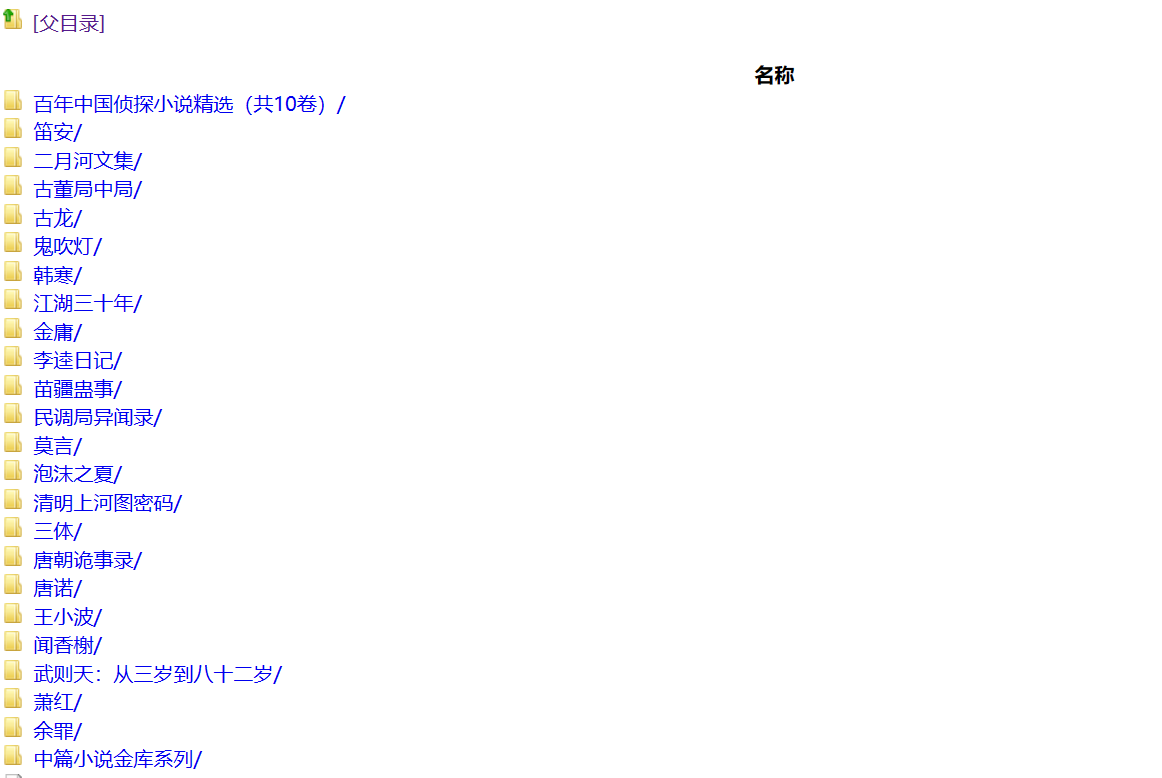 [父目录]
名称
百年中国侦探小说精选（共10卷）/
笛安/
二月河文集/
古董局中局/
古龙/
鬼吹灯/
韩寒/
江湖三十年/
金庸/
李逵日记/
苗疆蛊事/
民调局异闻录/
莫言/
泡沫之夏/
清明上河图密码/
三体/
唐朝诡事录/
唐诺/
王小波/
闻香榭/
武则天：从三岁到八十二岁/
萧红/
余罪/
中篇小说金库系列/